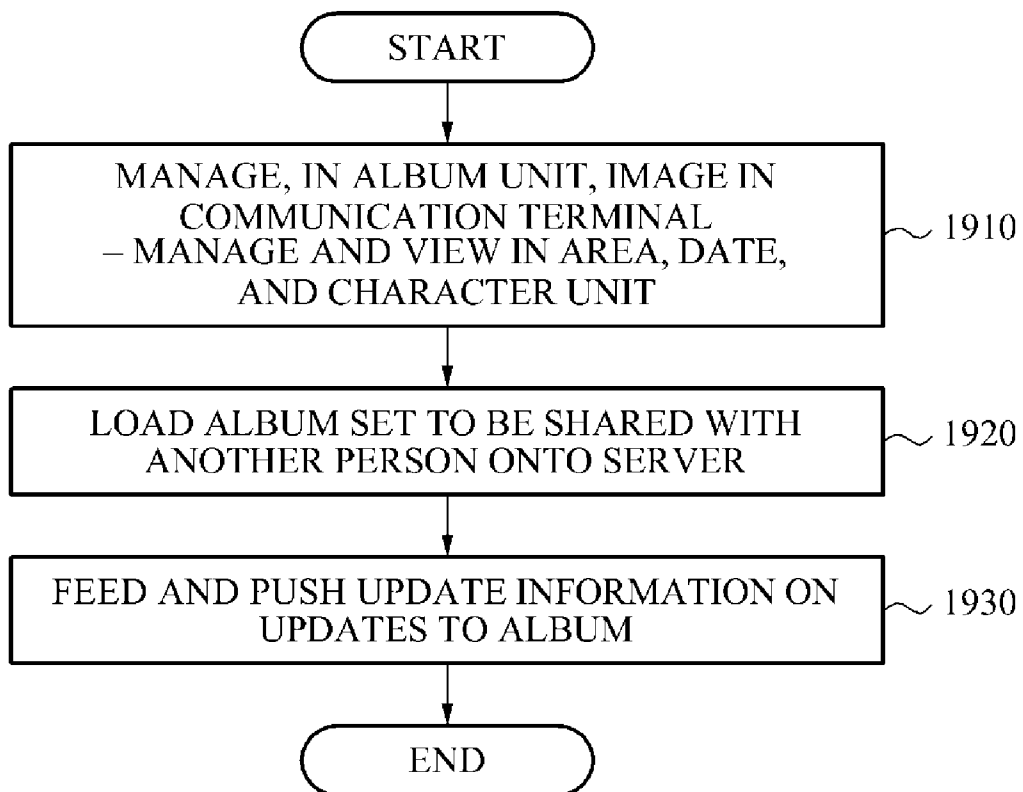 START
MANAGE, IN ALBUM UNIT, IMAGE IN
COMMUNICATION TERMINAL
– MANAGE AND VIEW IN AREA, DATE,
AND CHARACTER UNIT
1910
LOAD ALBUM SET TO BE SHARED WITH
ANOTHER PERSON ONTO SERVER
1920
FEED AND PUSH UPDATE INFORMATION ON
UPDATES TO ALBUM
1930
END